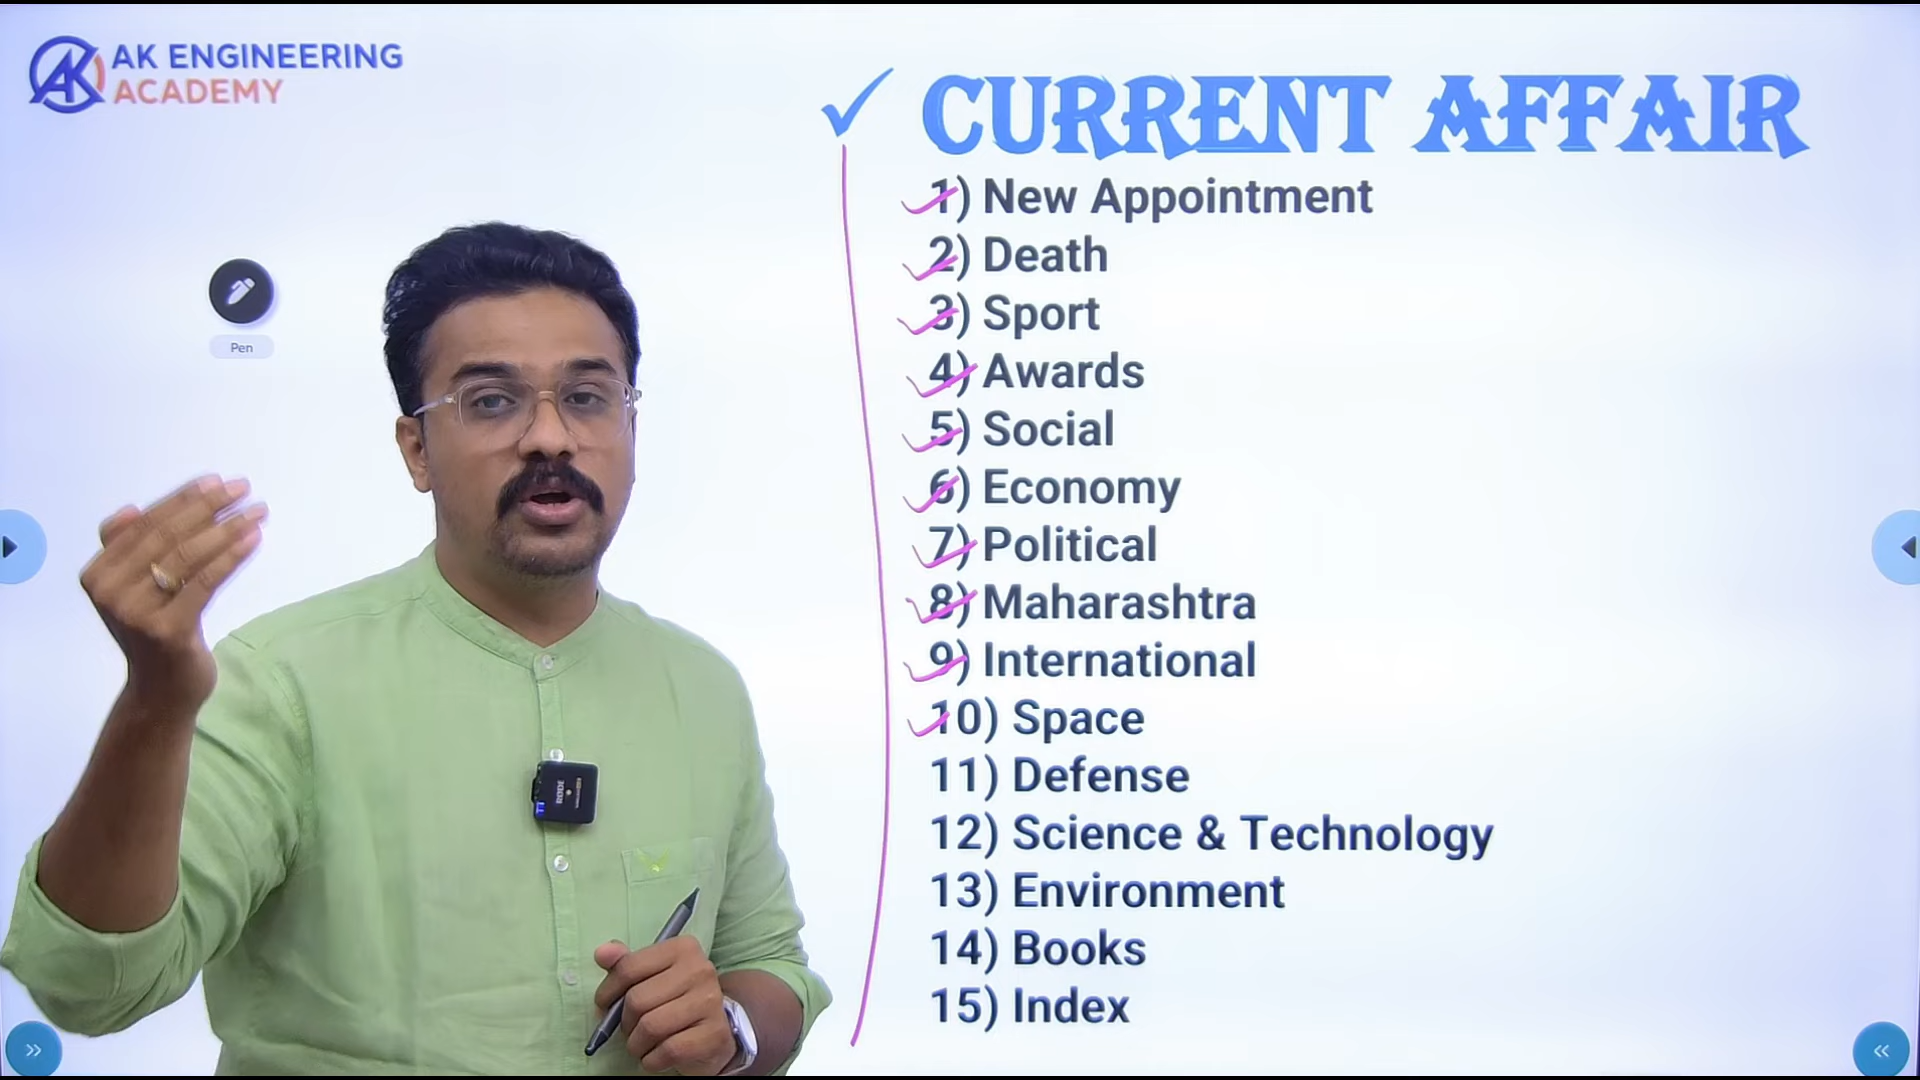 AK ENGINEERING
ACADEMY
CURRENT AFFAIR
1) New Appointment
2) Death
3) Sport
4) Awards
5) Social
6) Economy
7) Political
8) Maharashtra
9) International
10) Space
11) Defense
12) Science & Technology
13) Environment
14) Books
15) Index
Pen
RODE